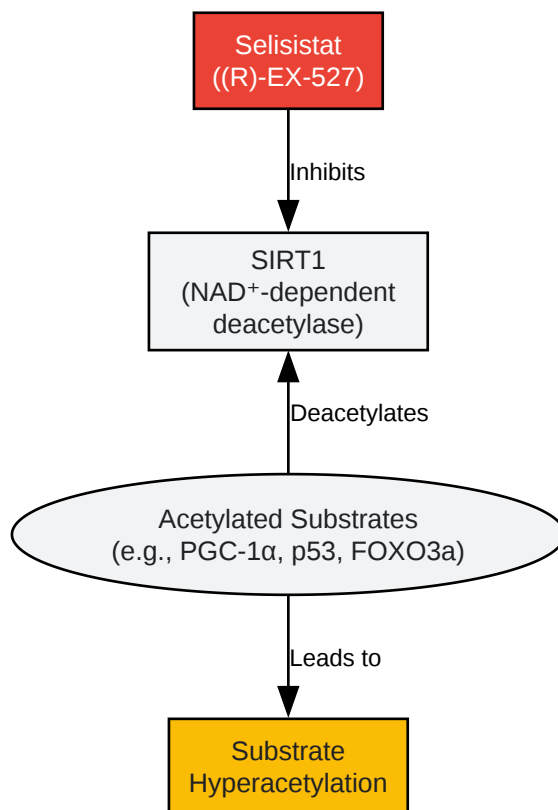 Selisistat
((R)-EX-527)
Inhibits
SIRT1
(NAD⁺-dependent
deacetylase)
Deacetylates
Acetylated Substrates
(e.g., PGC-1α, p53, FOXO3a)
Leads to
Substrate
Hyperacetylation